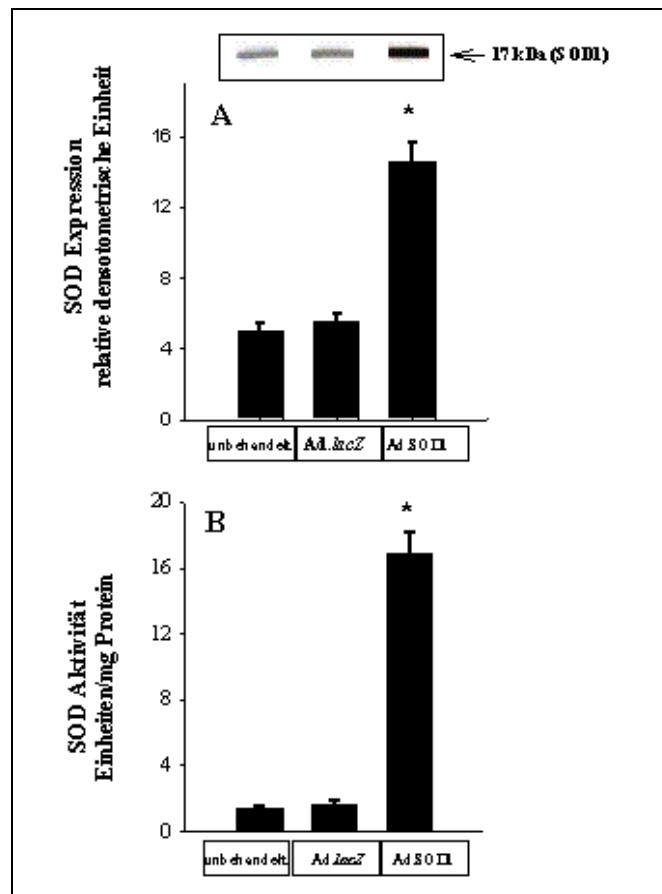 17 kDa (SOD1)
A
*
SOD Expression
relative densotometrische Einheit
16
12
8
4
0
unbehandelt.
Ad.lacZ
Ad.SOD1
B
*
SOD Aktivität
Einheiten/mg Protein
20
16
12
8
4
0
unbehandelt.
Ad.lacZ
Ad.SOD1